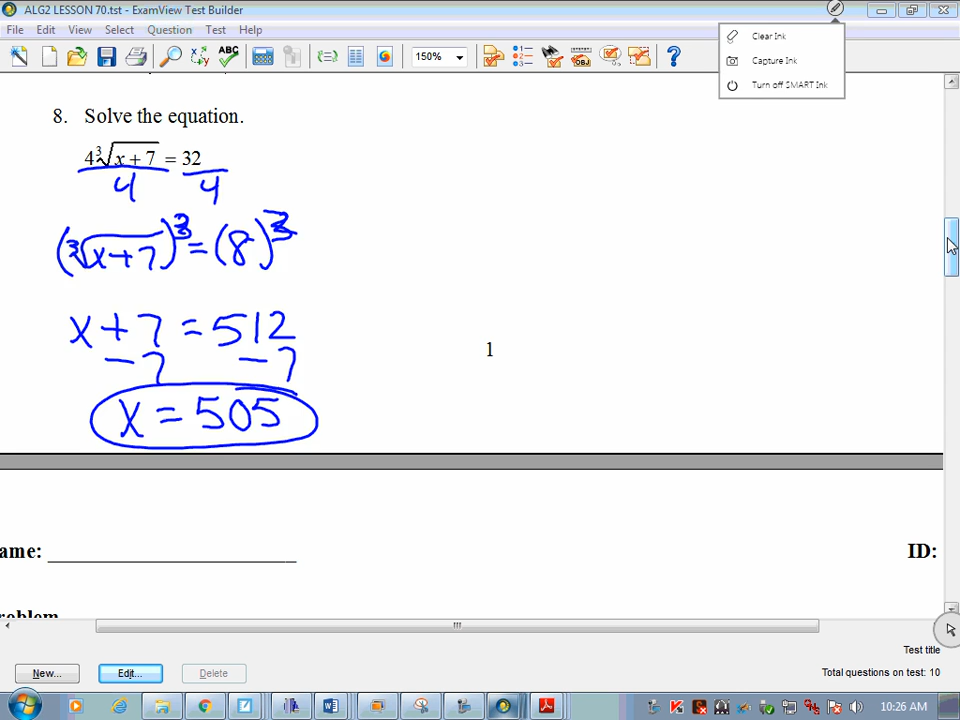 ALG2 LESSON 70.tst - ExamView Test Builder
File Edit View Select Question Test Help
Clear Ink
Capture Ink
Turn off SMART Ink
ABC 150% OBJ ?
8. Solve the equation.
4∛(x + 7) = 32
4 4
(∛(x+7))³ = (8)³
x + 7 = 512
- 7 - 7
x = 505
1
ame: ID:
roblem
Test title
New... Edit... Delete
Total questions on test: 10
10:26 AM